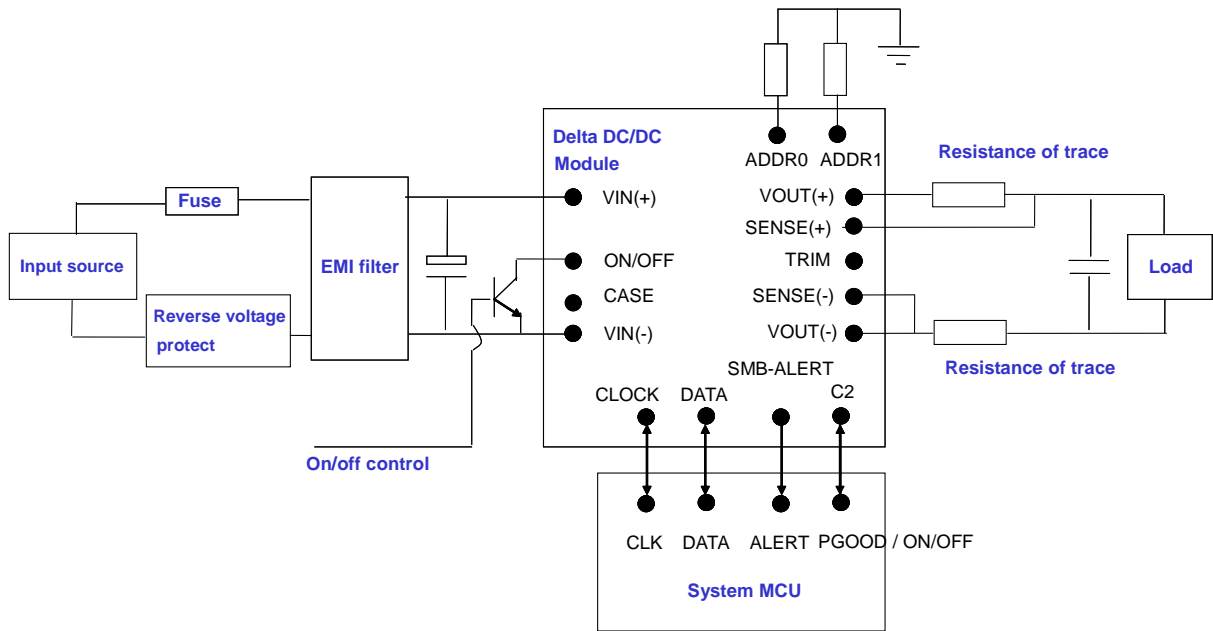 Delta DC/DC
Module
ADDR0 ADDR1
Resistance of trace
Fuse
VIN(+)
VOUT(+)
SENSE(+)
Input source
EMI filter
ON/OFF
TRIM
Load
CASE
SENSE(-)
Reverse voltage
protect
VIN(-)
VOUT(-)
SMB-ALERT
Resistance of trace
CLOCK DATA
C2
On/off control
CLK DATA ALERT PGOOD / ON/OFF
System MCU